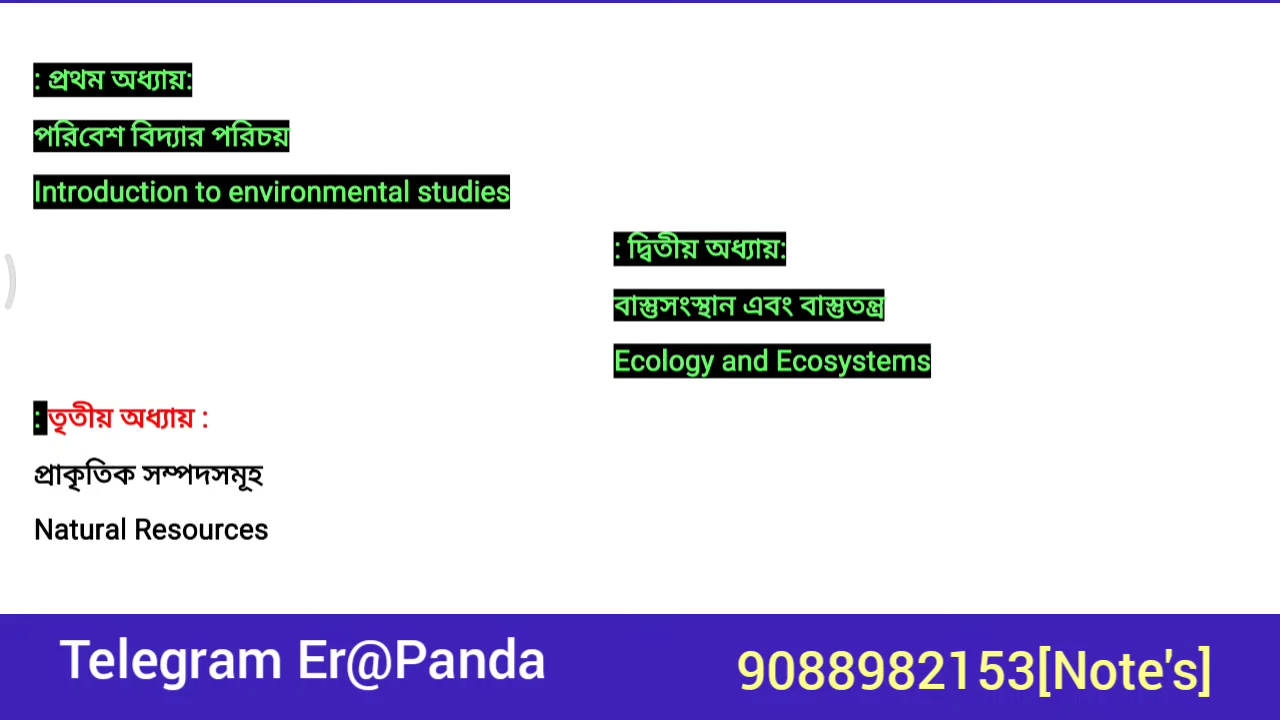 : প্রথম অধ্যায়:
পরিবেশ বিদ্যার পরিচয়
Introduction to environmental studies
: দ্বিতীয় অধ্যায়:
বাস্তুসংস্থান এবং বাস্তুতন্ত্র
Ecology and Ecosystems
: তৃতীয় অধ্যায় :
প্রাকৃতিক সম্পদসমূহ
Natural Resources
Telegram Er@Panda
9088982153[Note's]